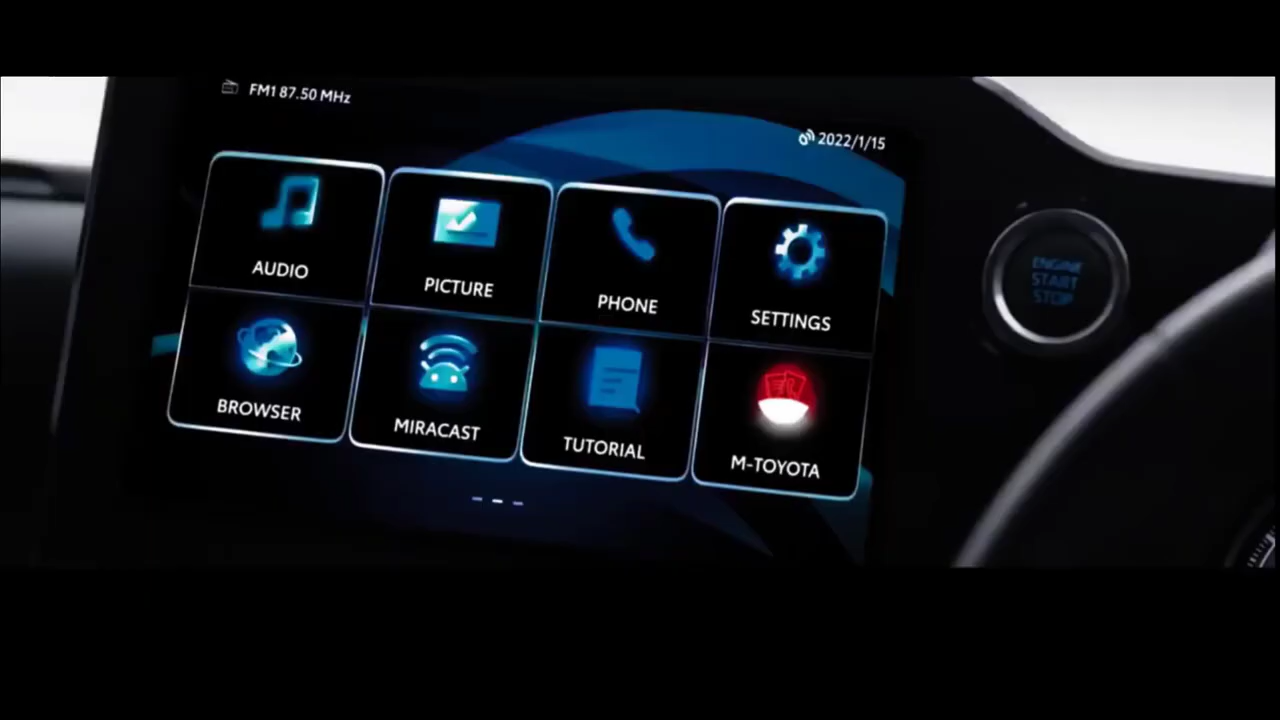 FM1 87.50 MHz
2022/1/15
AUDIO
PICTURE
PHONE
SETTINGS
BROWSER
MIRACAST
TUTORIAL
M-TOYOTA
ENGINE
START
STOP